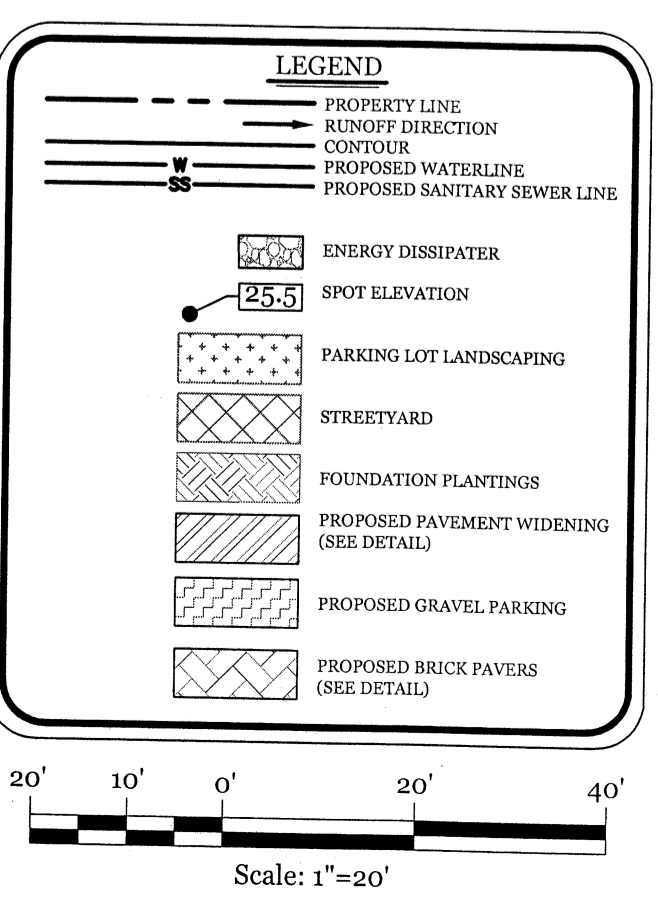 LEGEND
PROPERTY LINE
RUNOFF DIRECTION
CONTOUR
W PROPOSED WATERLINE
SS PROPOSED SANITARY SEWER LINE
ENERGY DISSIPATER
25.5 SPOT ELEVATION
PARKING LOT LANDSCAPING
STREETYARD
FOUNDATION PLANTINGS
PROPOSED PAVEMENT WIDENING
(SEE DETAIL)
PROPOSED GRAVEL PARKING
PROPOSED BRICK PAVERS
(SEE DETAIL)
20' 10' 0' 20' 40'
Scale: 1"=20'